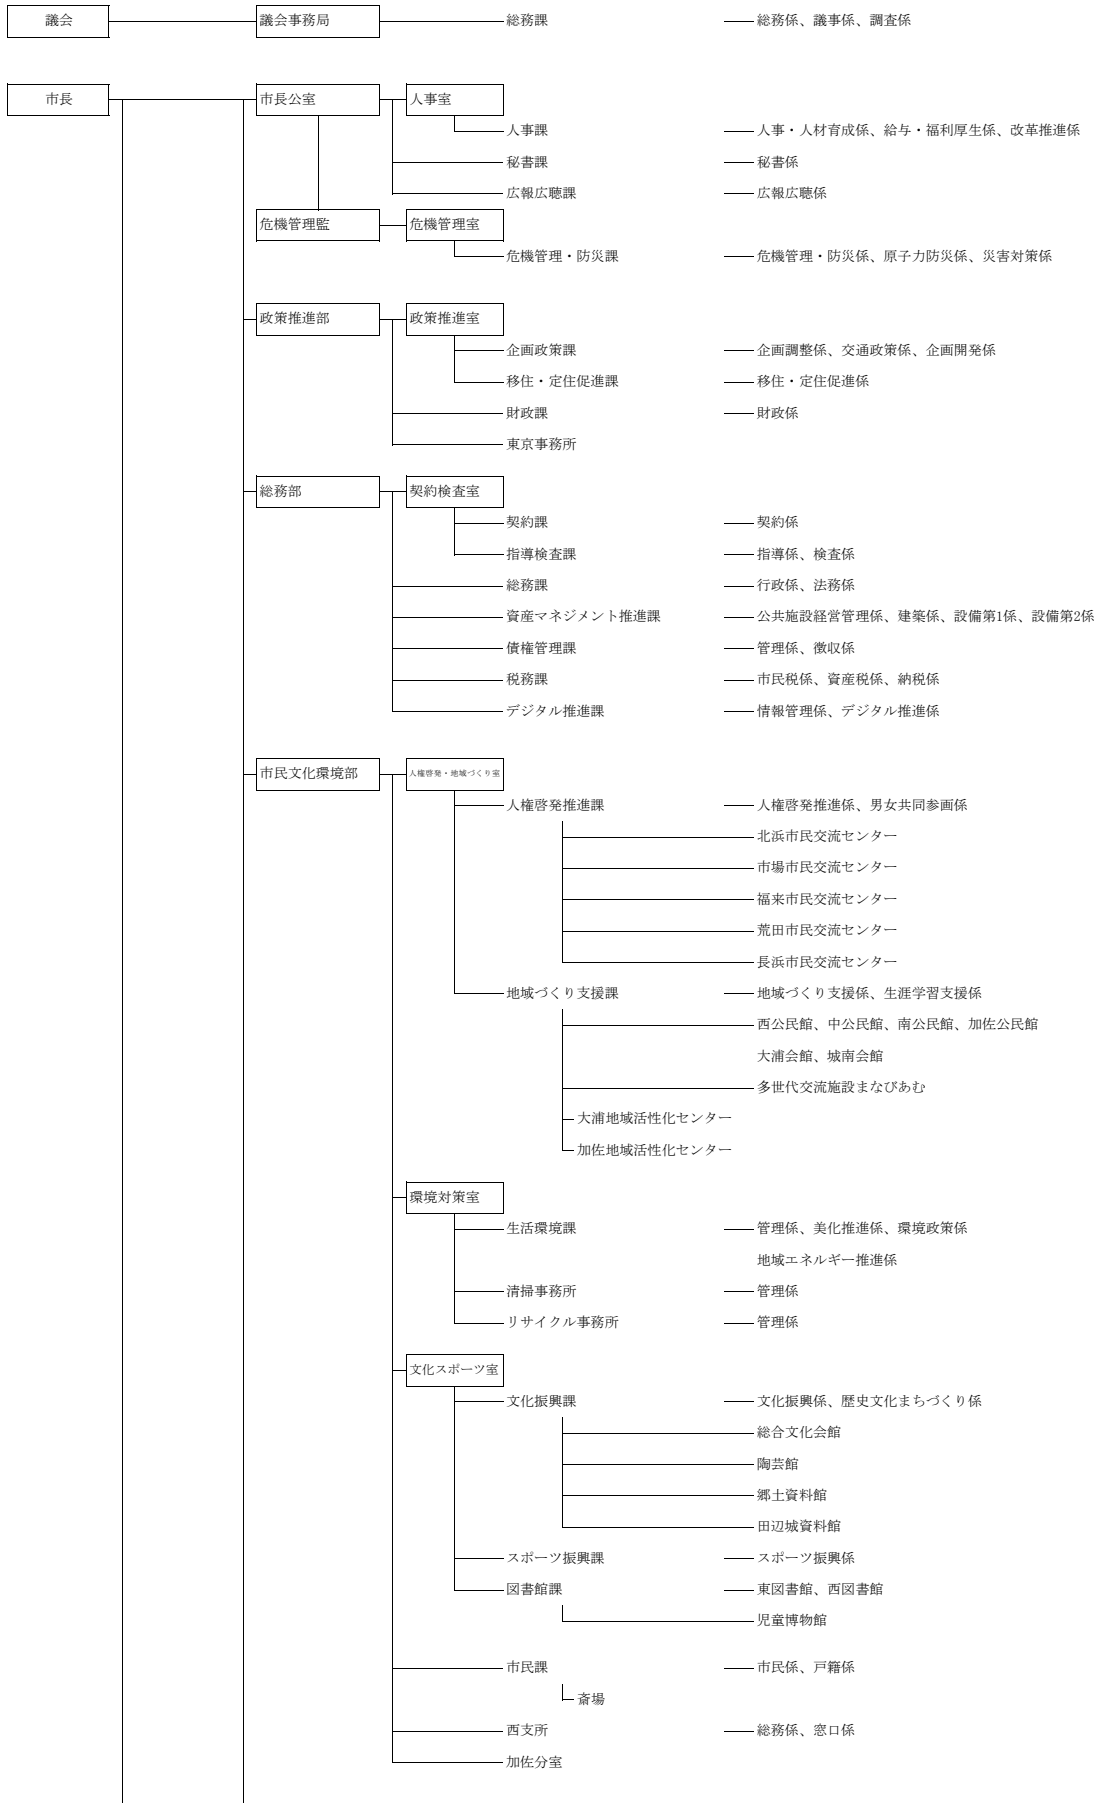 議会 議会事務局 総務課 総務係、議事係、調査係
市長 市長公室 人事室
人事課 人事・人材育成係、給与・福利厚生係、改革推進係
秘書課 秘書係
広報広聴課 広報広聴係
危機管理監 危機管理室
危機管理・防災課 危機管理・防災係、原子力防災係、災害対策係
政策推進部 政策推進室
企画政策課 企画調整係、交通政策係、企画開発係
移住・定住促進課 移住・定住促進係
財政課 財政係
東京事務所
総務部 契約検査室
契約課 契約係
指導検査課 指導係、検査係
総務課 行政係、法務係
資産マネジメント推進課 公共施設経営管理係、建築係、設備第1係、設備第2係
債権管理課 管理係、徴収係
税務課 市民税係、資産税係、納税係
デジタル推進課 情報管理係、デジタル推進係
市民文化環境部 人権啓発・地域づくり室
人権啓発推進課 人権啓発推進係、男女共同参画係
北浜市民交流センター
市場市民交流センター
福来市民交流センター
荒田市民交流センター
長浜市民交流センター
地域づくり支援課 地域づくり支援係、生涯学習支援係
西公民館、中公民館、南公民館、加佐公民館
大浦会館、城南会館
多世代交流施設まなびあむ
大浦地域活性化センター
加佐地域活性化センター
環境対策室
生活環境課 管理係、美化推進係、環境政策係
地域エネルギー推進係
清掃事務所 管理係
リサイクル事務所 管理係
文化スポーツ室
文化振興課 文化振興係、歴史文化まちづくり係
総合文化会館
陶芸館
郷土資料館
田辺城資料館
スポーツ振興課 スポーツ振興係
図書館課 東図書館、西図書館
児童博物館
市民課 市民係、戸籍係
斎場
西支所 総務係、窓口係
加佐分室